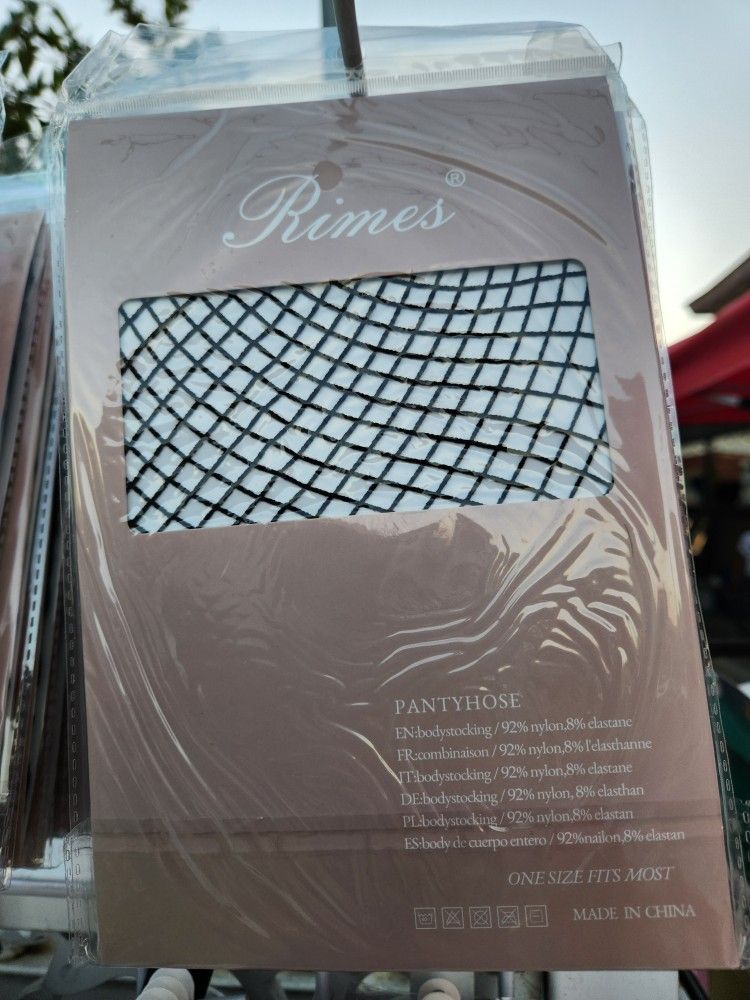 Rimes®
PANTYHOSE
EN:bodystocking / 92% nylon,8% elastane
FR:combinaison / 92% nylon,8% l'elasthanne
IT:bodystocking / 92% nylon,8% elastane
DE:bodystocking / 92% nylon, 8% elasthan
PL:bodystocking / 92% nylon,8% elastan
ES:body de cuerpo entero / 92%nailon,8% elastan
ONE SIZE FITS MOST
MADE IN CHINA